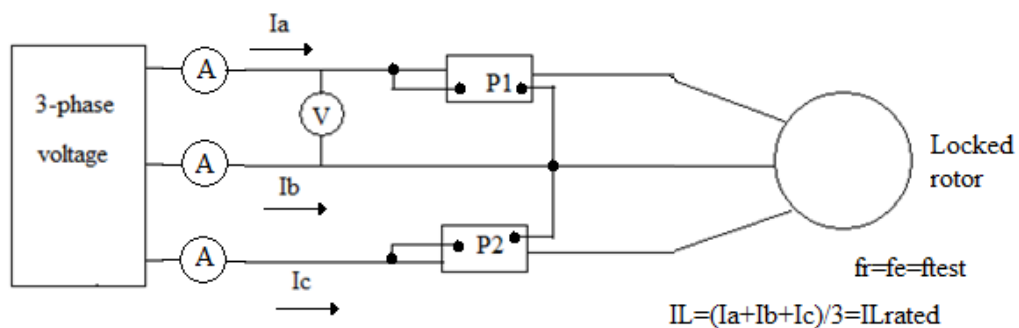 Ia
A
P1
3-phase
voltage
V
A
Ib
Locked
rotor
P2
A
Ic
fr=fe=ftest
IL=(Ia+Ib+Ic)/3=ILrated